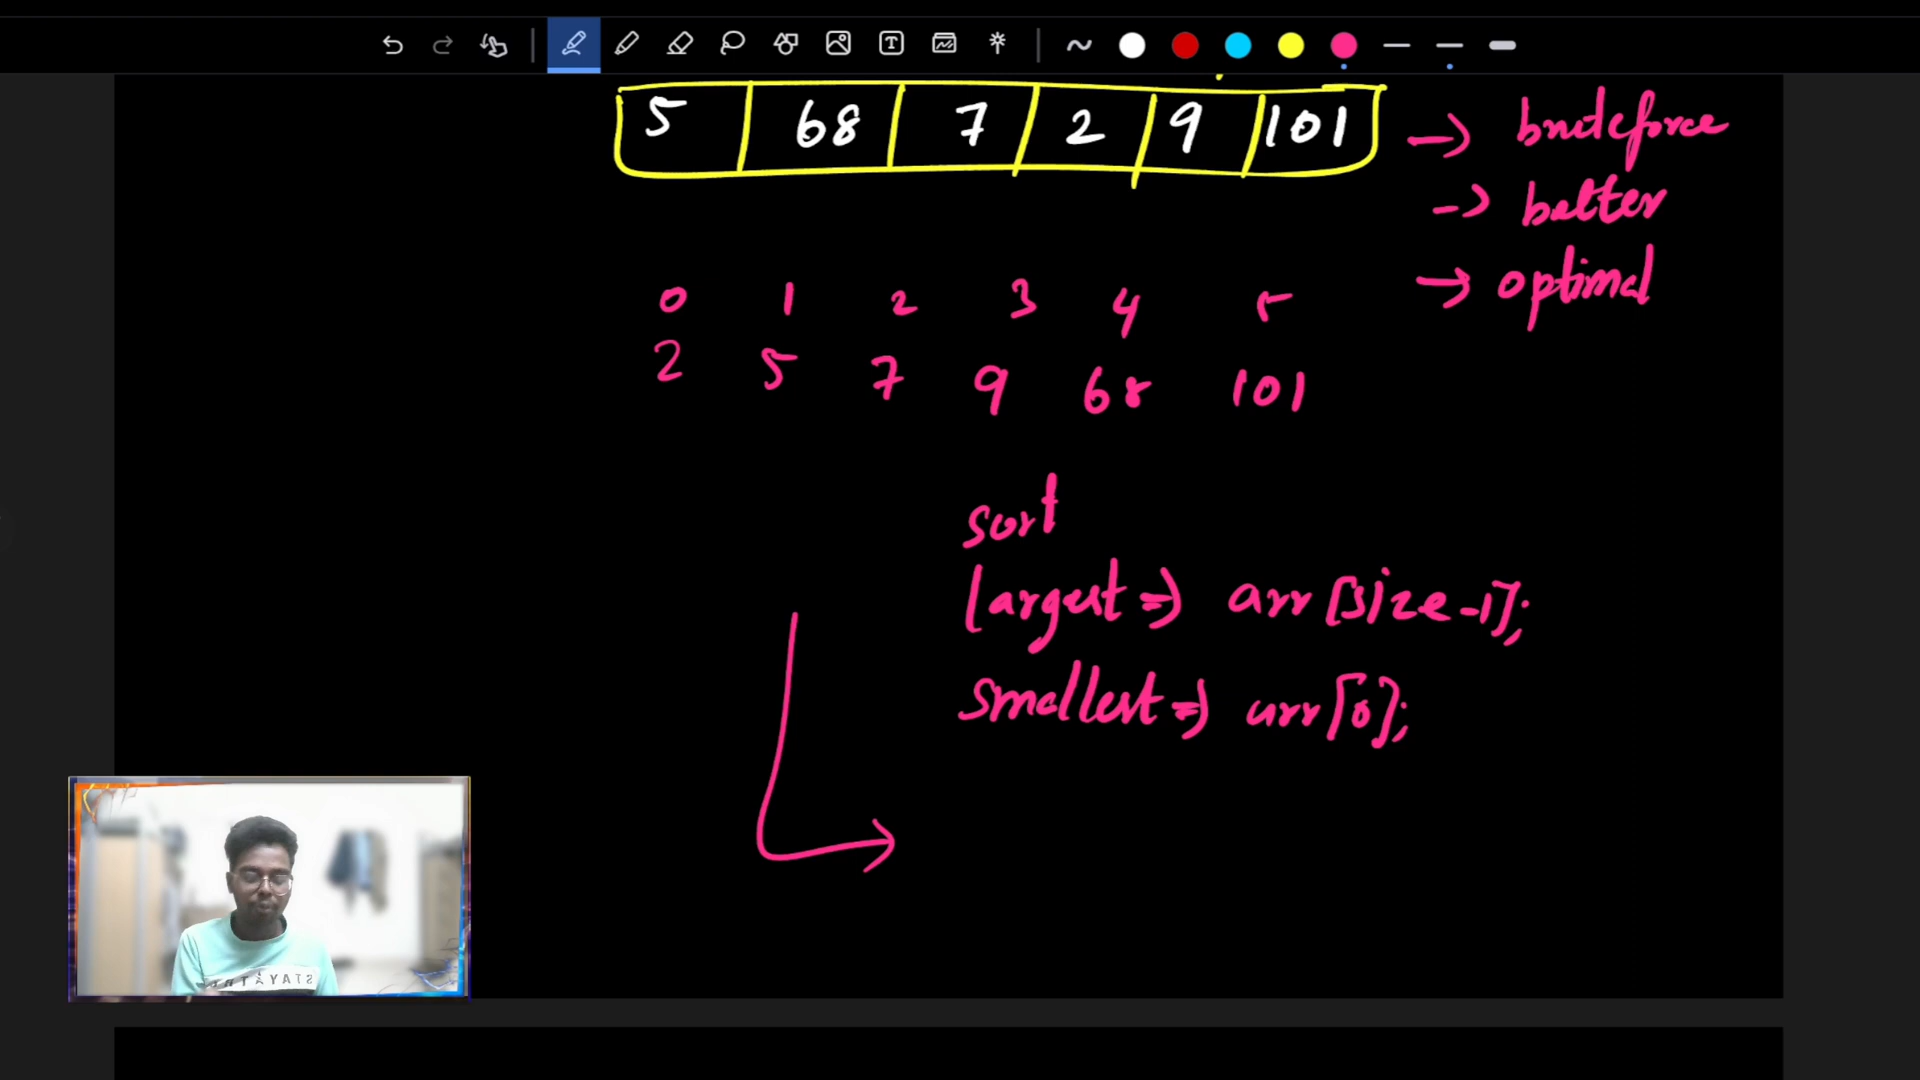 5 68 7 2 9 101
→ bruteforce
→ better
→ optimal
0 1 2 3 4 5
2 5 7 9 68 101
sort
largest => arr[size-1];
smallest => arr[0];